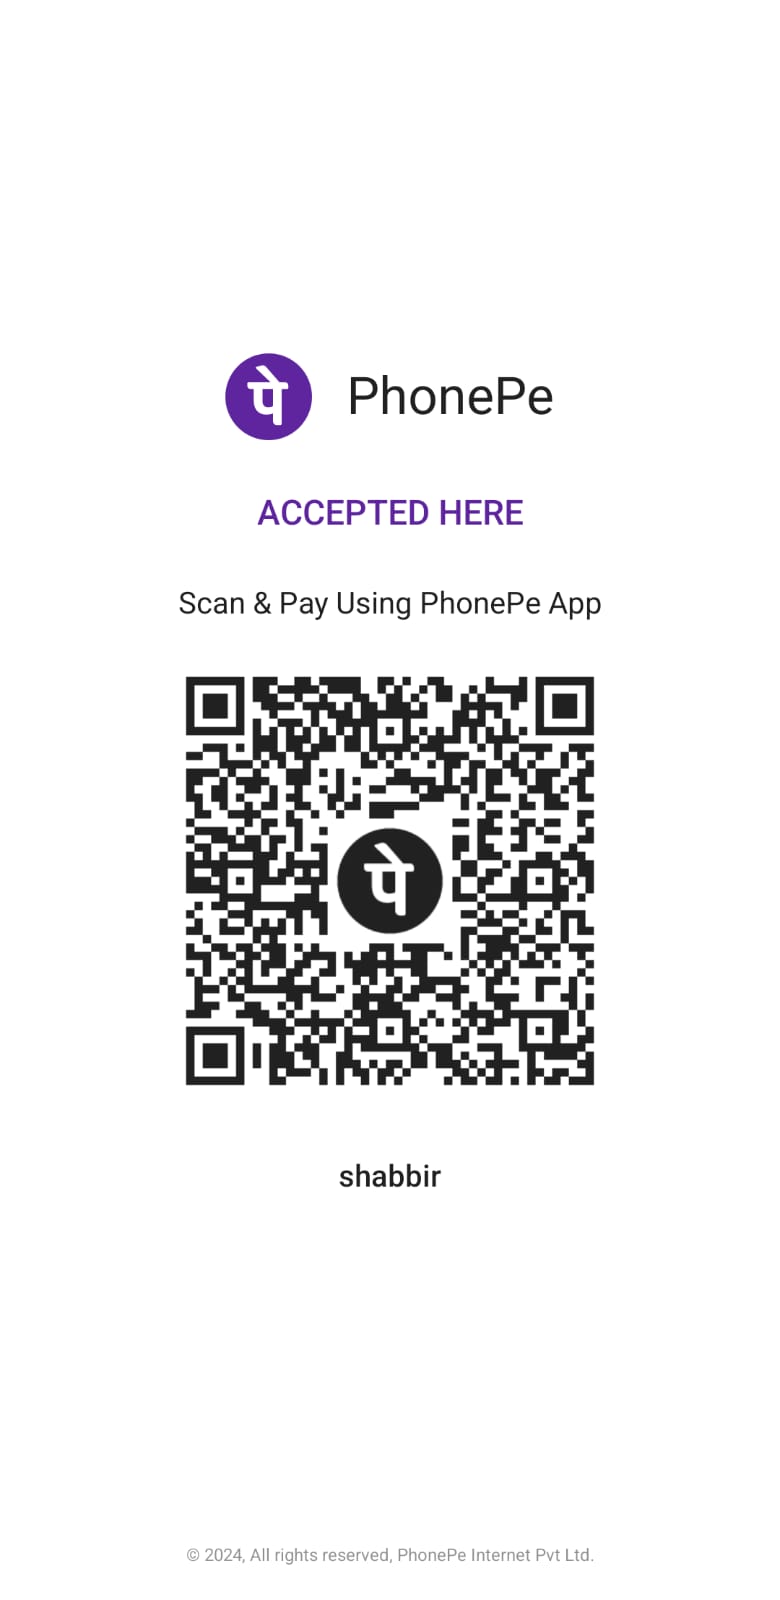 पे PhonePe
ACCEPTED HERE
Scan & Pay Using PhonePe App
पे
shabbir
© 2024, All rights reserved, PhonePe Internet Pvt Ltd.